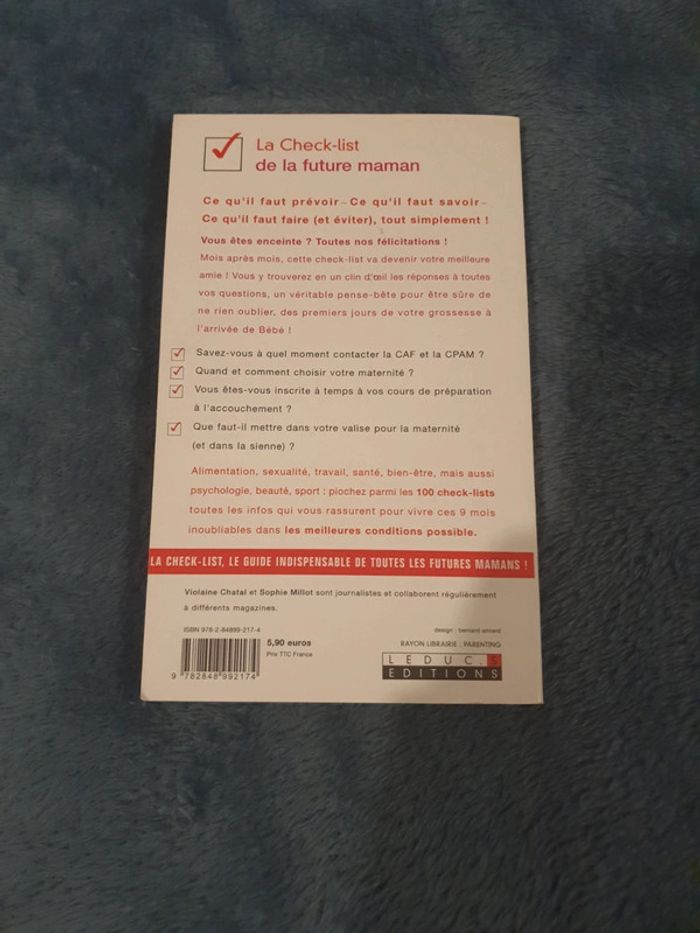 La Check-list
de la future maman
Ce qu'il faut prévoir – Ce qu'il faut savoir –
Ce qu'il faut faire (et éviter), tout simplement !
Vous êtes enceinte ? Toutes nos félicitations !
Mois après mois, cette check-list va devenir votre meilleure
amie ! Vous y trouverez en un clin d'œil les réponses à toutes
vos questions, un véritable pense-bête pour être sûre de
ne rien oublier, des premiers jours de votre grossesse à
l'arrivée de Bébé !
Savez-vous à quel moment contacter la CAF et la CPAM ?
Quand et comment choisir votre maternité ?
Vous êtes-vous inscrite à temps à vos cours de préparation
à l'accouchement ?
Que faut-il mettre dans votre valise pour la maternité
(et dans la sienne) ?
Alimentation, sexualité, travail, santé, bien-être, mais aussi
psychologie, beauté, sport : piochez parmi les 100 check-lists
toutes les infos qui vous rassurent pour vivre ces 9 mois
inoubliables dans les meilleures conditions possible.
LA CHECK-LIST, LE GUIDE INDISPENSABLE DE TOUTES LES FUTURES MAMANS !
Violaine Chatal et Sophie Millot sont journalistes et collaborent régulièrement
à différents magazines.
ISBN 978-2-84899-217-4
5,90 euros
Prix TTC France
9 782848 992174
design : bernard
RAYON LIBRAIRIE : PARENTING
LEDUC.S
EDITIONS